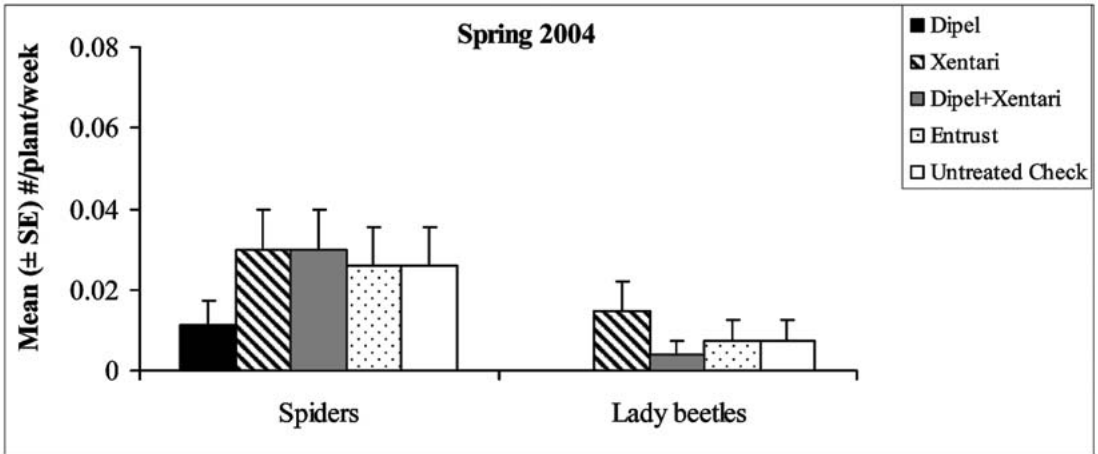 Spring 2004
Mean (± SE) #/plant/week
0.08
0.06
0.04
0.02
0
Spiders
Lady beetles
Dipel
Xentari
Dipel+Xentari
Entrust
Untreated Check